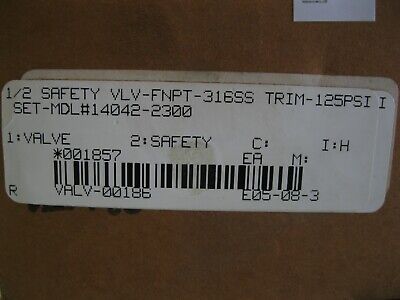 1/2 SAFETY VLV-FNPT-316SS TRIM-125PSI I
SET-MDL#14042-2300
1:VALVE 2:SAFETY C: I:H
*001857 EA M:
R VALV-00186 E05-08-3